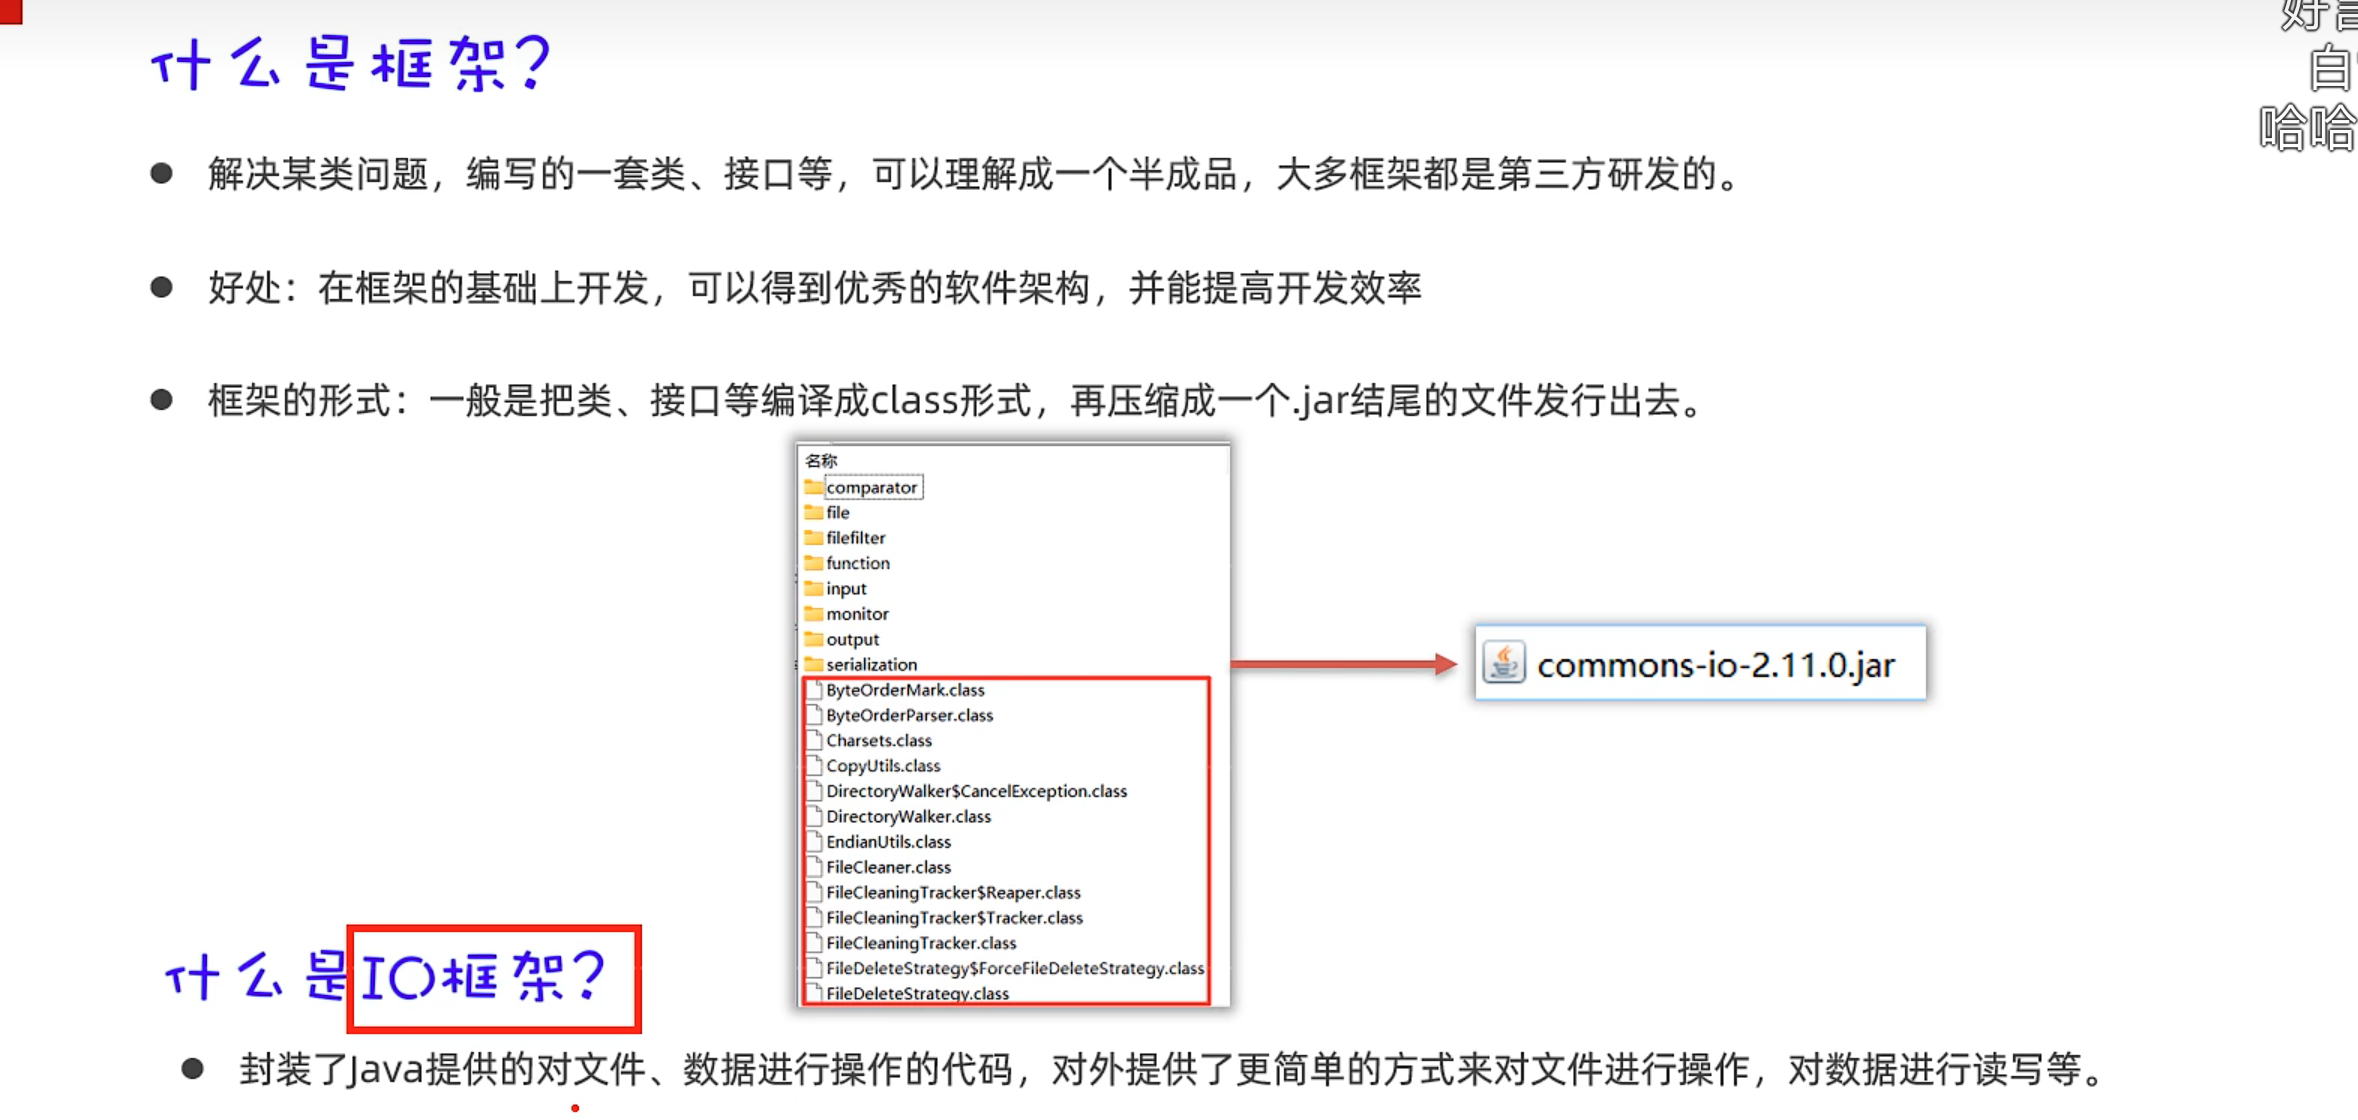 什么是框架?
解决某类问题，编写的一套类、接口等，可以理解成一个半成品，大多框架都是第三方研发的。
好处：在框架的基础上开发，可以得到优秀的软件架构，并能提高开发效率
框架的形式：一般是把类、接口等编译成class形式，再压缩成一个.jar结尾的文件发行出去。
名称
comparator
file
filefilter
function
input
monitor
output
serialization
ByteOrderMark.class
ByteOrderParser.class
Charsets.class
CopyUtils.class
DirectoryWalker$CancelException.class
DirectoryWalker.class
EndianUtils.class
FileCleaner.class
FileCleaningTracker$Reaper.class
FileCleaningTracker$Tracker.class
FileCleaningTracker.class
FileDeleteStrategy$ForceFileDeleteStrategy.class
FileDeleteStrategy.class
commons-io-2.11.0.jar
什么是IO框架?
封装了Java提供的对文件、数据进行操作的代码，对外提供了更简单的方式来对文件进行操作，对数据进行读写等。
好
白
哈哈